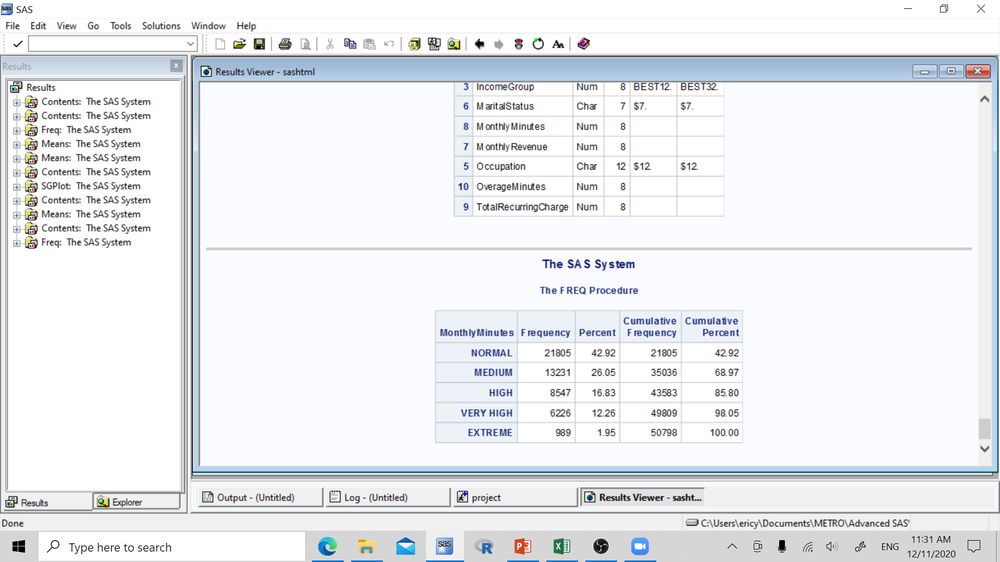 SAS
File Edit View Go Tools Solutions Window Help
Results
Results
Contents: The SAS System
Contents: The SAS System
Freq: The SAS System
Means: The SAS System
Means: The SAS System
Contents: The SAS System
SGPlot: The SAS System
Contents: The SAS System
Means: The SAS System
Contents: The SAS System
Freq: The SAS System
Results Explorer
Results Viewer - sashtml
3 IncomeGroup Num 8 BEST12. BEST32.
6 MaritalStatus Char 7 $7. $7.
8 MonthlyMinutes Num 8
7 MonthlyRevenue Num 8
5 Occupation Char 12 $12. $12.
10 OverageMinutes Num 8
9 TotalRecurringCharge Num 8
The SAS System
The FREQ Procedure
MonthlyMinutes Frequency Percent Cumulative Frequency Cumulative Percent
NORMAL 21805 42.92 21805 42.92
MEDIUM 13231 26.05 35036 68.97
HIGH 8547 16.83 43583 85.80
VERY HIGH 6226 12.26 49809 98.05
EXTREME 989 1.95 50798 100.00
Output - (Untitled) Log - (Untitled) project Results Viewer - sasht...
Done C:\Users\ericy\Documents\METRO\Advanced SAS\
Type here to search
sas
ENG
11:31 AM
12/11/2020